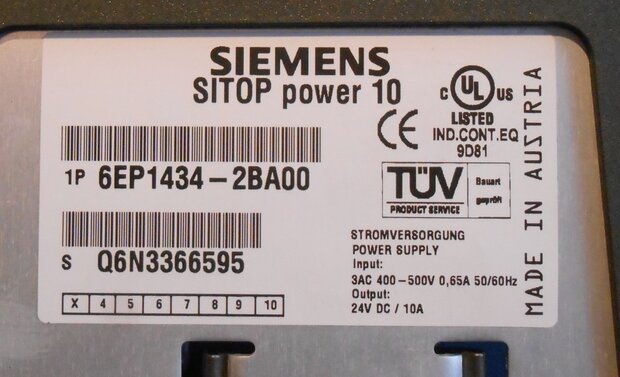 SIEMENS
SITOP power 10
C UL US
LISTED
IND.CONT.EQ
9D81
CE
1P 6EP1434-2BA00
TÜV
PRODUCT SERVICE
Bauart
geprüft
S Q6N3366595
STROMVERSORGUNG
POWER SUPPLY
Input:
3AC 400-500V 0,65A 50/60Hz
Output:
24V DC / 10A
X 4 5 6 7 8 9 10
MADE IN AUSTRIA